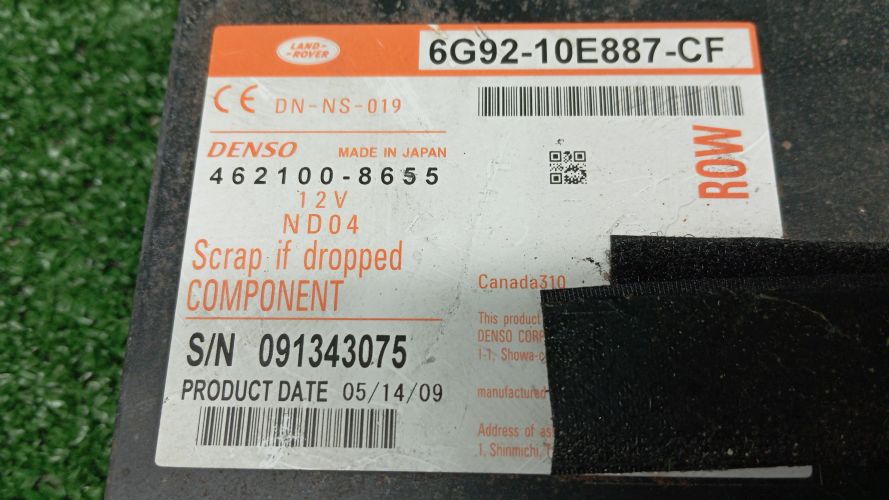 LAND-
-ROVER
6G92-10E887-CF
CE DN-NS-019
DENSO MADE IN JAPAN
462100-8655
12V
ND04
Scrap if dropped
COMPONENT
S/N 091343075
PRODUCT DATE 05/14/09
ROW
Canada310
This product
DENSO
1-1, Showa-
manufactured
Address of
1, Shinmichi,